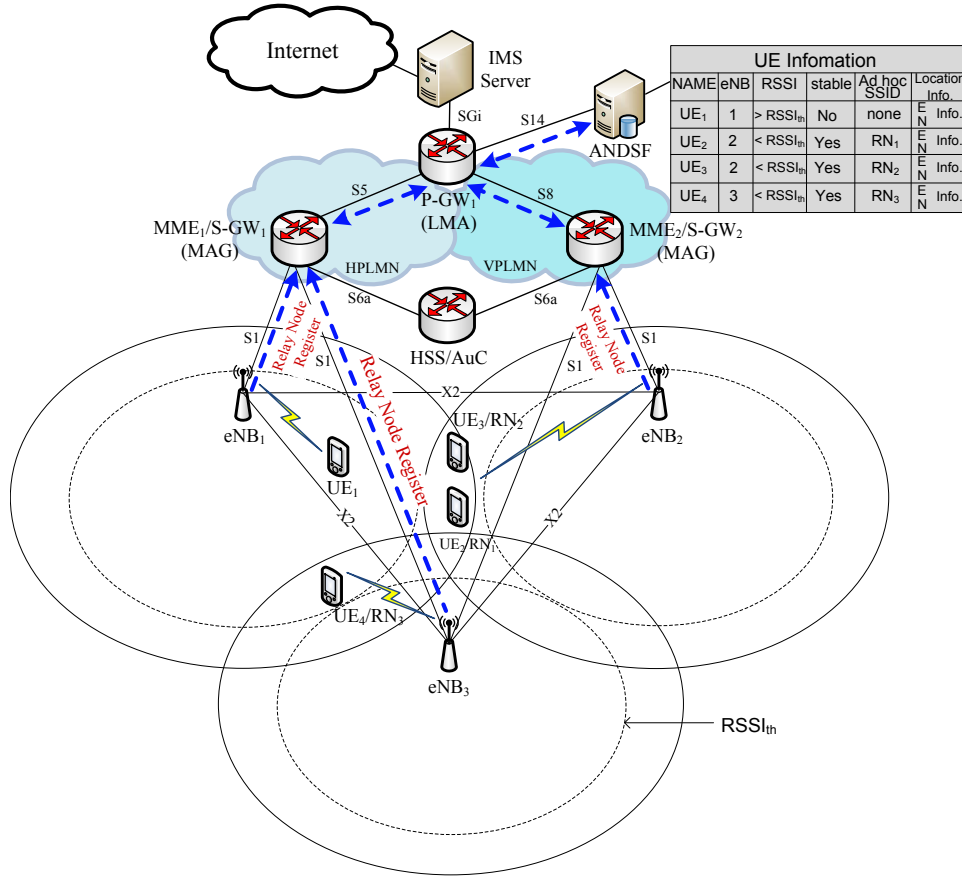 Internet
IMS
Server
SGi
S14
ANDSF
UE Infomation
NAME eNB RSSI stable Ad hoc SSID Location Info.
UE1 1 > RSSIth No none E N Info.
UE2 2 < RSSIth Yes RN1 E N Info.
UE3 2 < RSSIth Yes RN2 E N Info.
UE4 3 < RSSIth Yes RN3 E N Info.
P-GW1
(LMA)
S5
S8
MME1/S-GW1
(MAG)
MME2/S-GW2
(MAG)
HPLMN
VPLMN
S6a
S6a
HSS/AuC
S1
Relay Node
Register
S1
Relay Node Register
S1
Relay Node
Register
S1
X2
eNB1
eNB2
UE1
UE3/RN2
UE2/RN1
X2
X2
UE4/RN3
eNB3
RSSIth